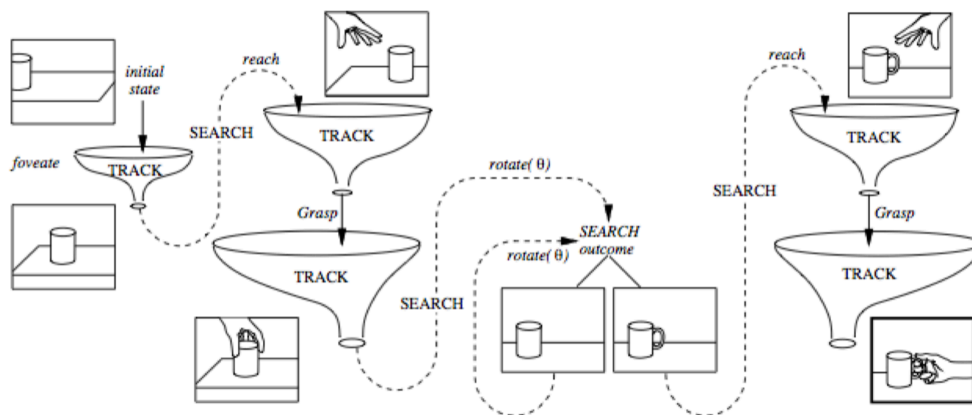 initial
state
foveate
TRACK
SEARCH
reach
TRACK
Grasp
TRACK
SEARCH
rotate( θ )
SEARCH
outcome
rotate( θ )
SEARCH
reach
TRACK
Grasp
TRACK